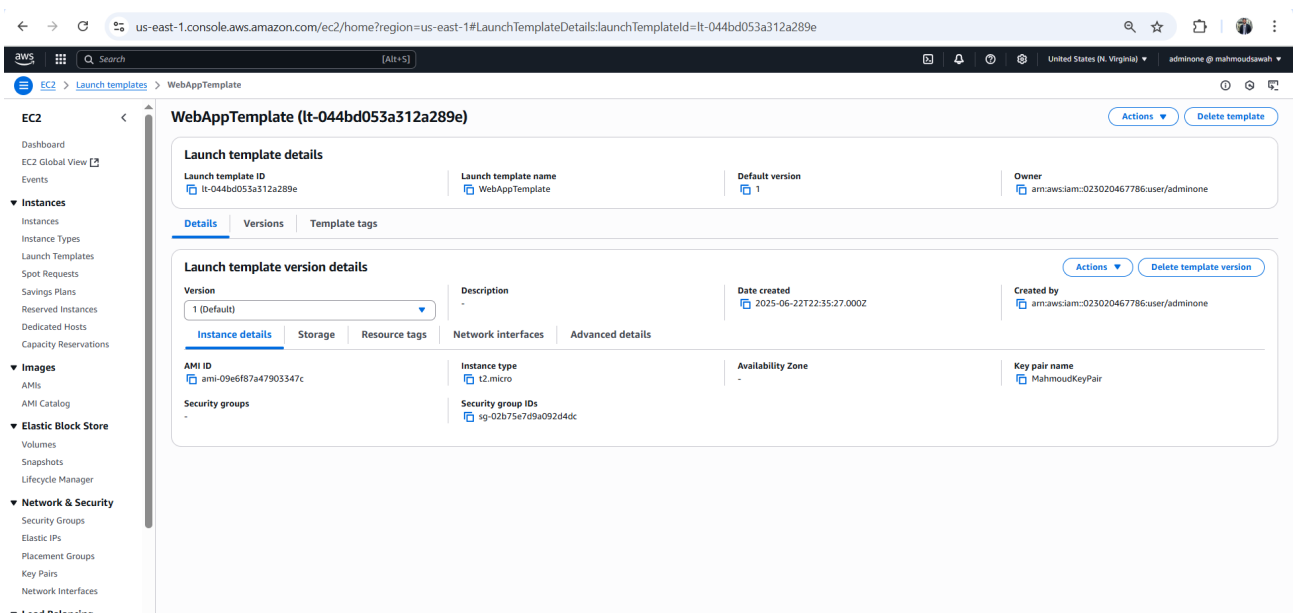 us-east-1.console.aws.amazon.com/ec2/home?region=us-east-1#LaunchTemplateDetails:launchTemplateId=lt-044bd053a312a289e
aws Search [Alt+S] United States (N. Virginia) adminone @ mahmoudsawah
EC2 > Launch templates > WebAppTemplate
EC2
Dashboard
EC2 Global View
Events
Instances
Instances
Instance Types
Launch Templates
Spot Requests
Savings Plans
Reserved Instances
Dedicated Hosts
Capacity Reservations
Images
AMIs
AMI Catalog
Elastic Block Store
Volumes
Snapshots
Lifecycle Manager
Network & Security
Security Groups
Elastic IPs
Placement Groups
Key Pairs
Network Interfaces
Load Balancing
WebAppTemplate (lt-044bd053a312a289e) Actions Delete template
Launch template details
Launch template ID Launch template name Default version Owner
lt-044bd053a312a289e WebAppTemplate 1 arn:aws:iam::023020467786:user/adminone
Details Versions Template tags
Launch template version details Actions Delete template version
Version Description Date created Created by
1 (Default) - 2025-06-22T22:35:27.000Z arn:aws:iam::023020467786:user/adminone
Instance details Storage Resource tags Network interfaces Advanced details
AMI ID Instance type Availability Zone Key pair name
ami-09e6f87a47903347c t2.micro - MahmoudKeyPair
Security groups Security group IDs
- sg-02b75e7d9a092d4dc